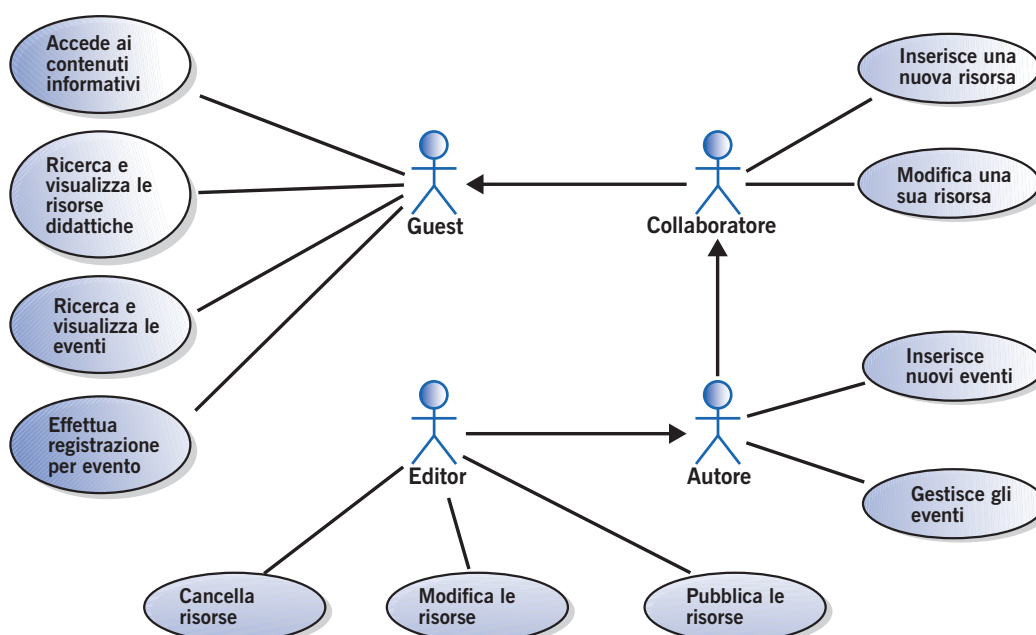 Accede ai
contenuti
informativi
Ricerca e
visualizza le
risorse
didattiche
Ricerca e
visualizza le
eventi
Effettua
registrazione
per evento
Guest
Collaboratore
Inserisce una
nuova risorsa
Modifica una
sua risorsa
Editor
Autore
Inserisce
nuovi eventi
Gestisce gli
eventi
Cancella
risorse
Modifica le
risorse
Pubblica le
risorse